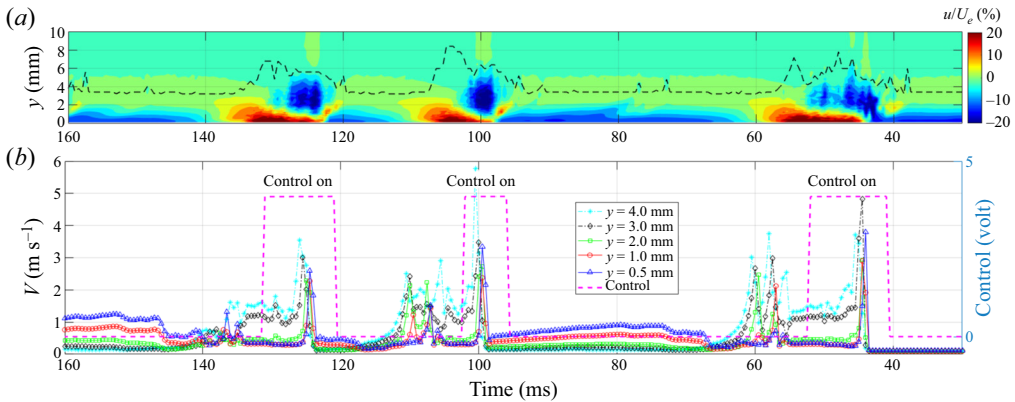 (a)
u/Ue (%)
10
8
6
4
2
0
y (mm)
20
10
0
–10
–20
160 140 120 100 80 60 40
(b)
6
5
4
3
2
1
0
V (m s−1)
Control on Control on Control on
y = 4.0 mm
y = 3.0 mm
y = 2.0 mm
y = 1.0 mm
y = 0.5 mm
Control
5
0
Control (volt)
160 140 120 100 80 60 40
Time (ms)